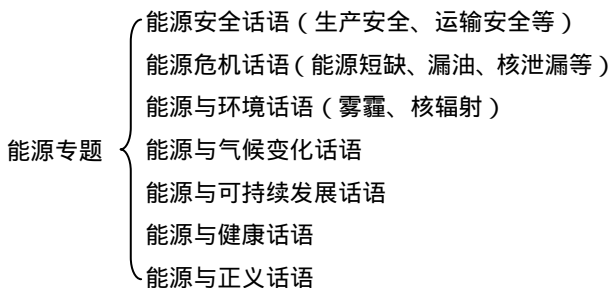 能源安全话语（生产安全、运输安全等）
能源危机话语（能源短缺、漏油、核泄漏等）
能源与环境话语（雾霾、核辐射）
能源专题
能源与气候变化话语
能源与可持续发展话语
能源与健康话语
能源与正义话语